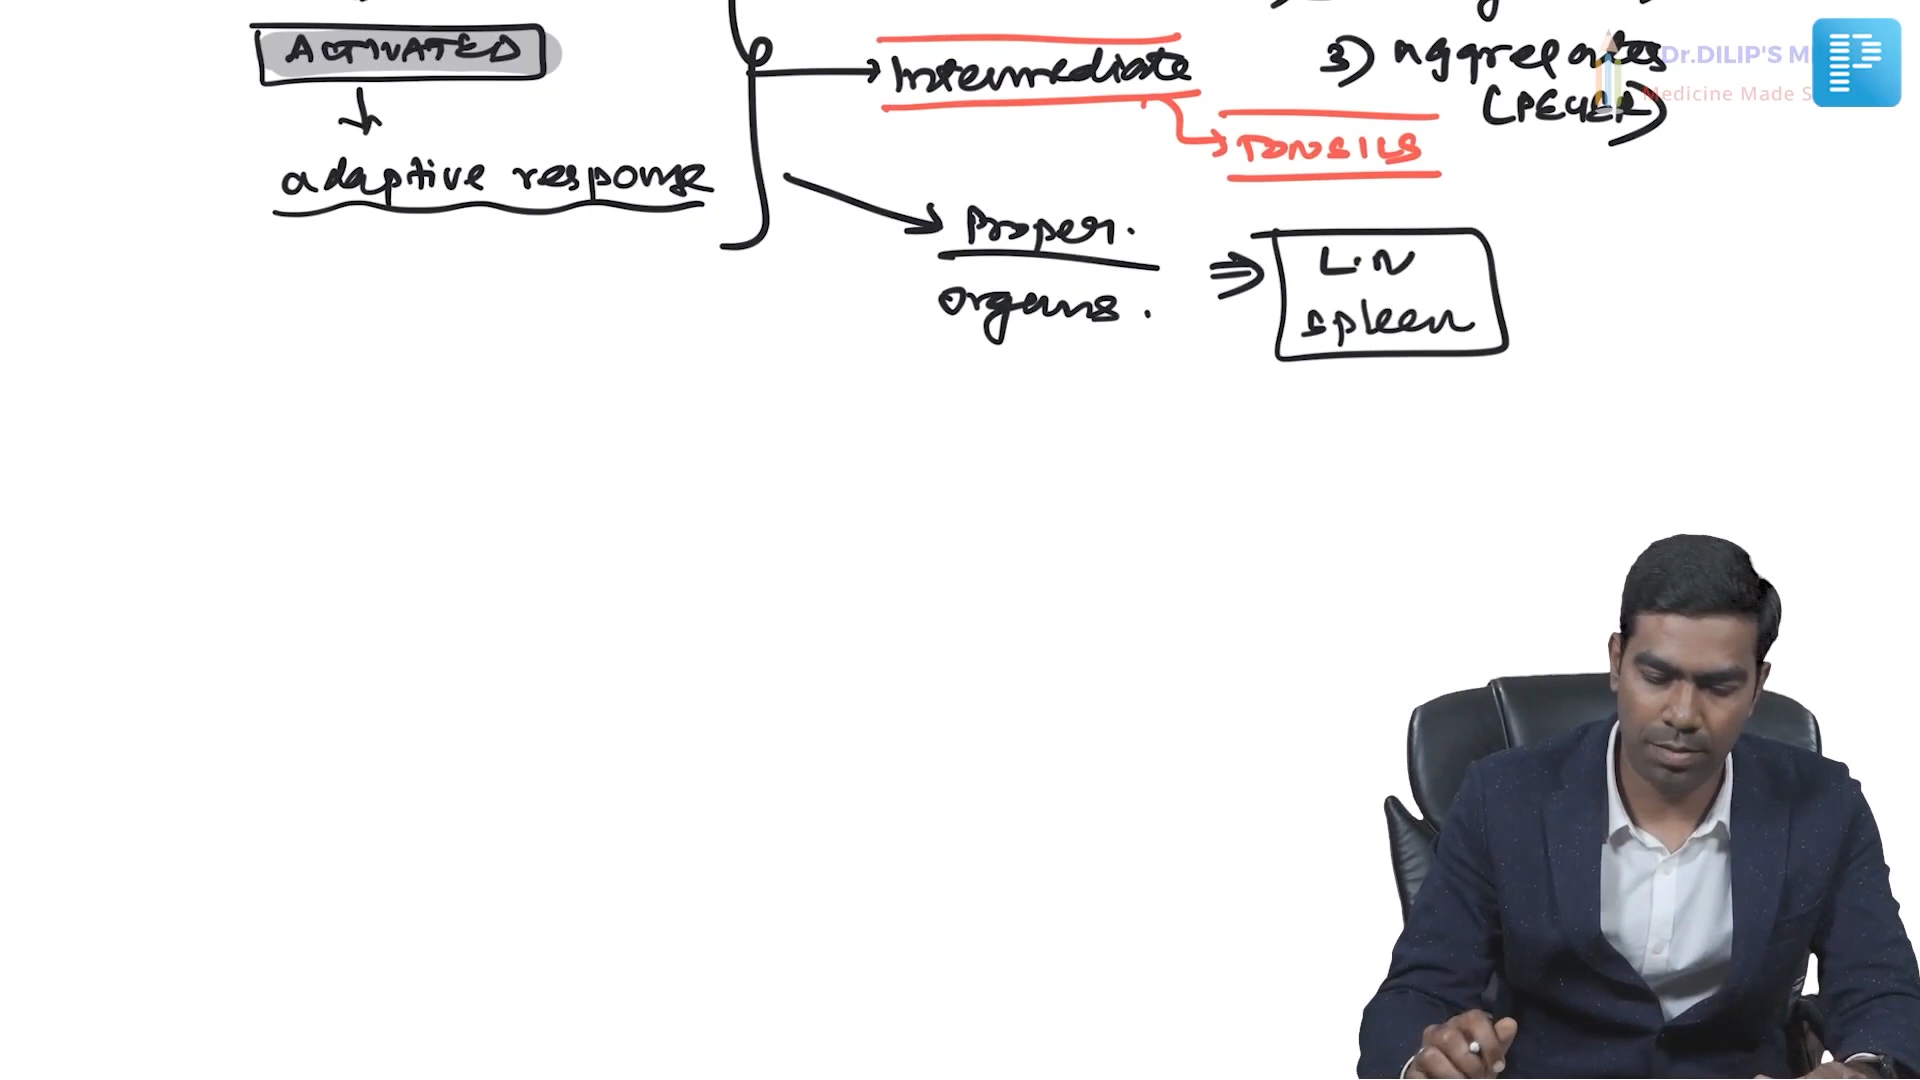 ACTIVATED
adaptive response
Intermediate
TONSILS
Proper.
organs.
L.N
spleen
3) Aggregates
(PEYER)
Dr.DILIP'S M
Medicine Made S